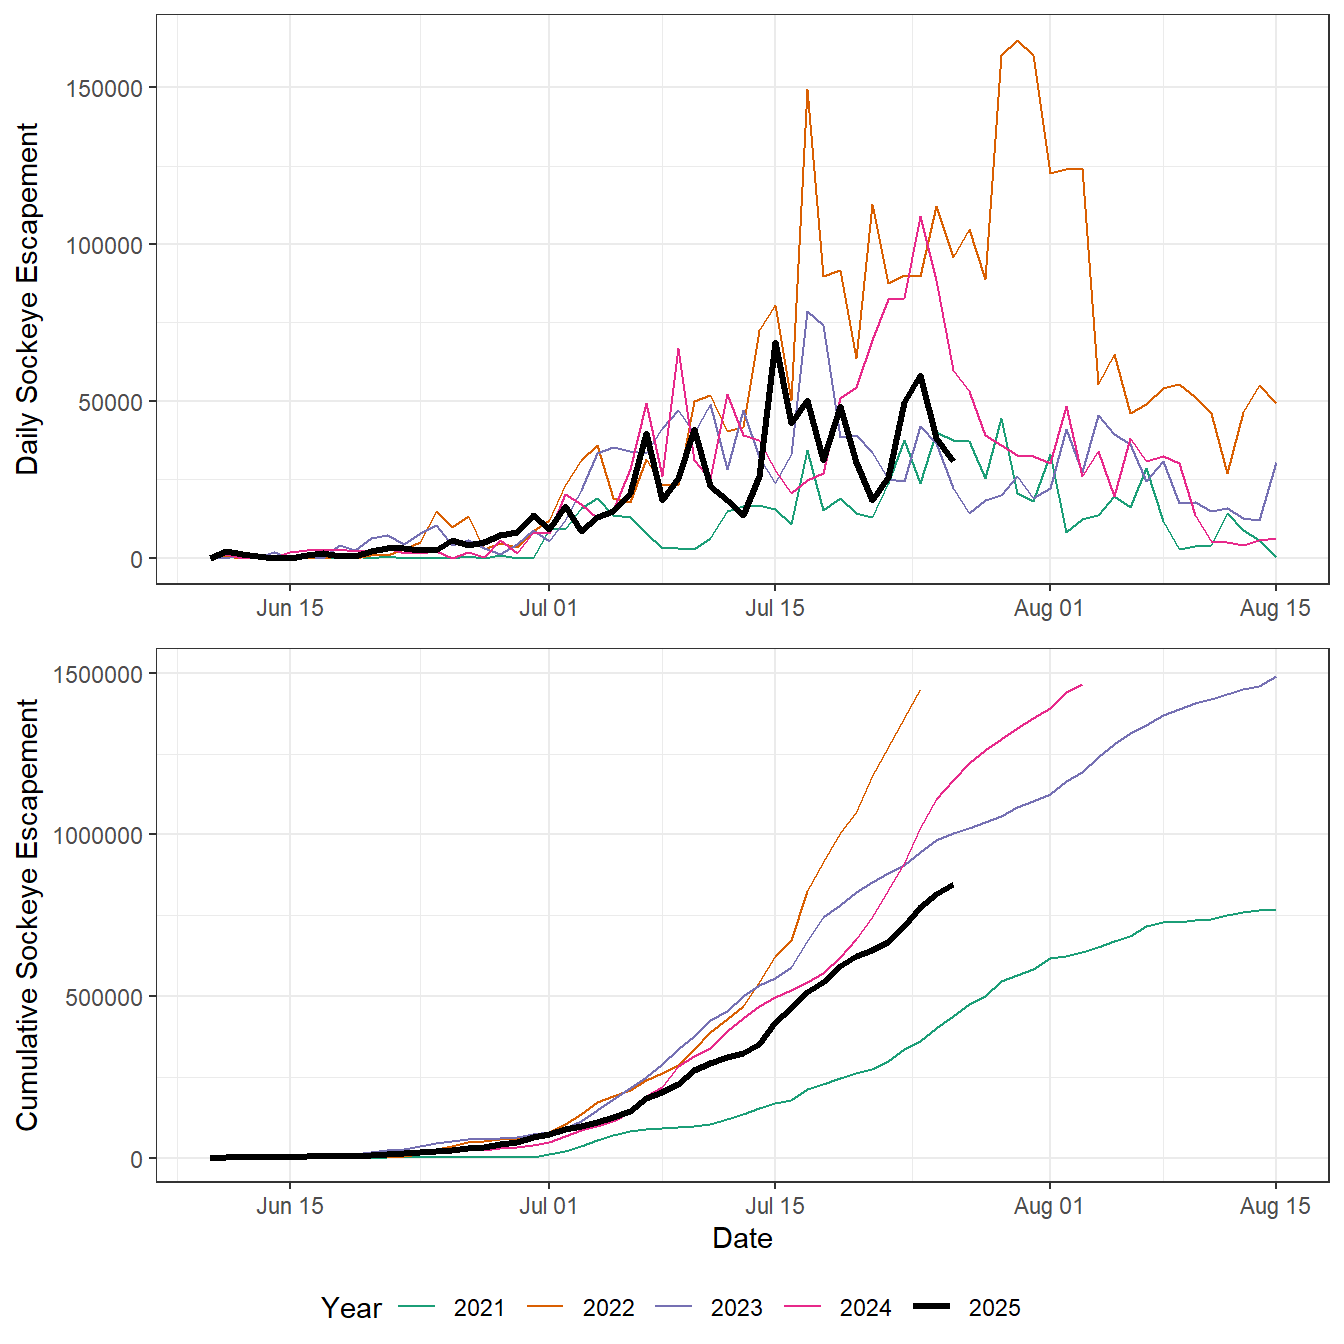 Daily Sockeye Escapement
150000
100000
50000
0
Jun 15 Jul 01 Jul 15 Aug 01 Aug 15
Cumulative Sockeye Escapement
1500000
1000000
500000
0
Jun 15 Jul 01 Jul 15 Aug 01 Aug 15
Date
Year 2021 2022 2023 2024 2025